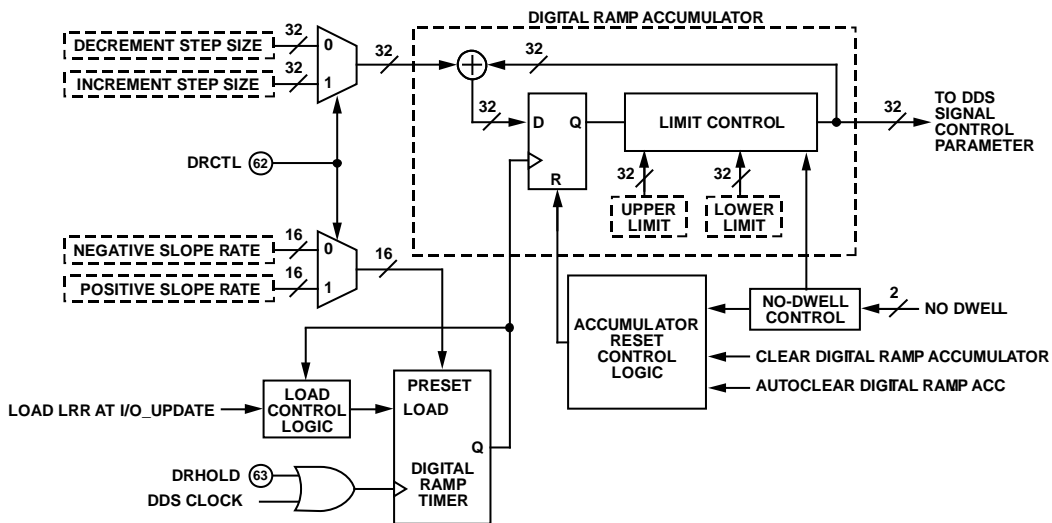 DIGITAL RAMP ACCUMULATOR
DECREMENT STEP SIZE
32
0
INCREMENT STEP SIZE
32
1
32
32
32
D
Q
R
LIMIT CONTROL
32
TO DDS
SIGNAL
CONTROL
PARAMETER
32
32
UPPER
LIMIT
LOWER
LIMIT
DRCTL
62
NEGATIVE SLOPE RATE
16
0
POSITIVE SLOPE RATE
16
1
16
ACCUMULATOR
RESET
CONTROL
LOGIC
NO-DWELL
CONTROL
2
NO DWELL
CLEAR DIGITAL RAMP ACCUMULATOR
AUTOCLEAR DIGITAL RAMP ACC
LOAD LRR AT I/O_UPDATE
LOAD
CONTROL
LOGIC
PRESET
LOAD
Q
DIGITAL
RAMP
TIMER
DRHOLD
63
DDS CLOCK